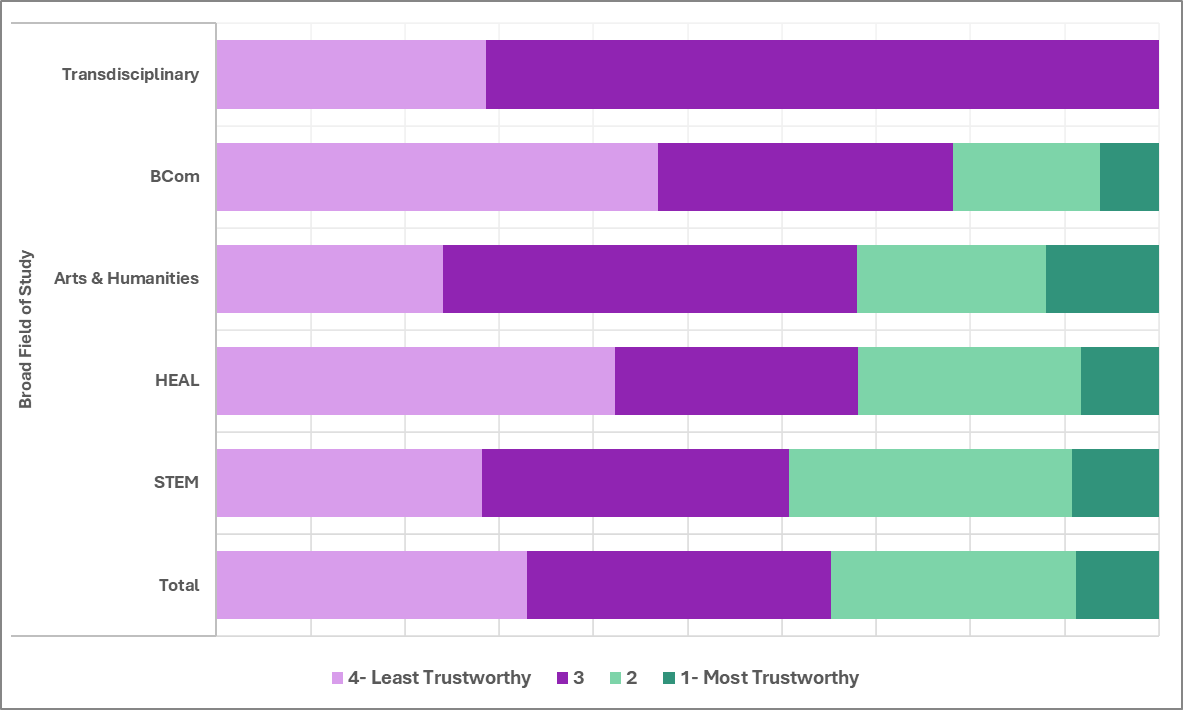 Broad Field of Study
Transdisciplinary
BCom
Arts & Humanities
HEAL
STEM
Total
4- Least Trustworthy 3 2 1- Most Trustworthy